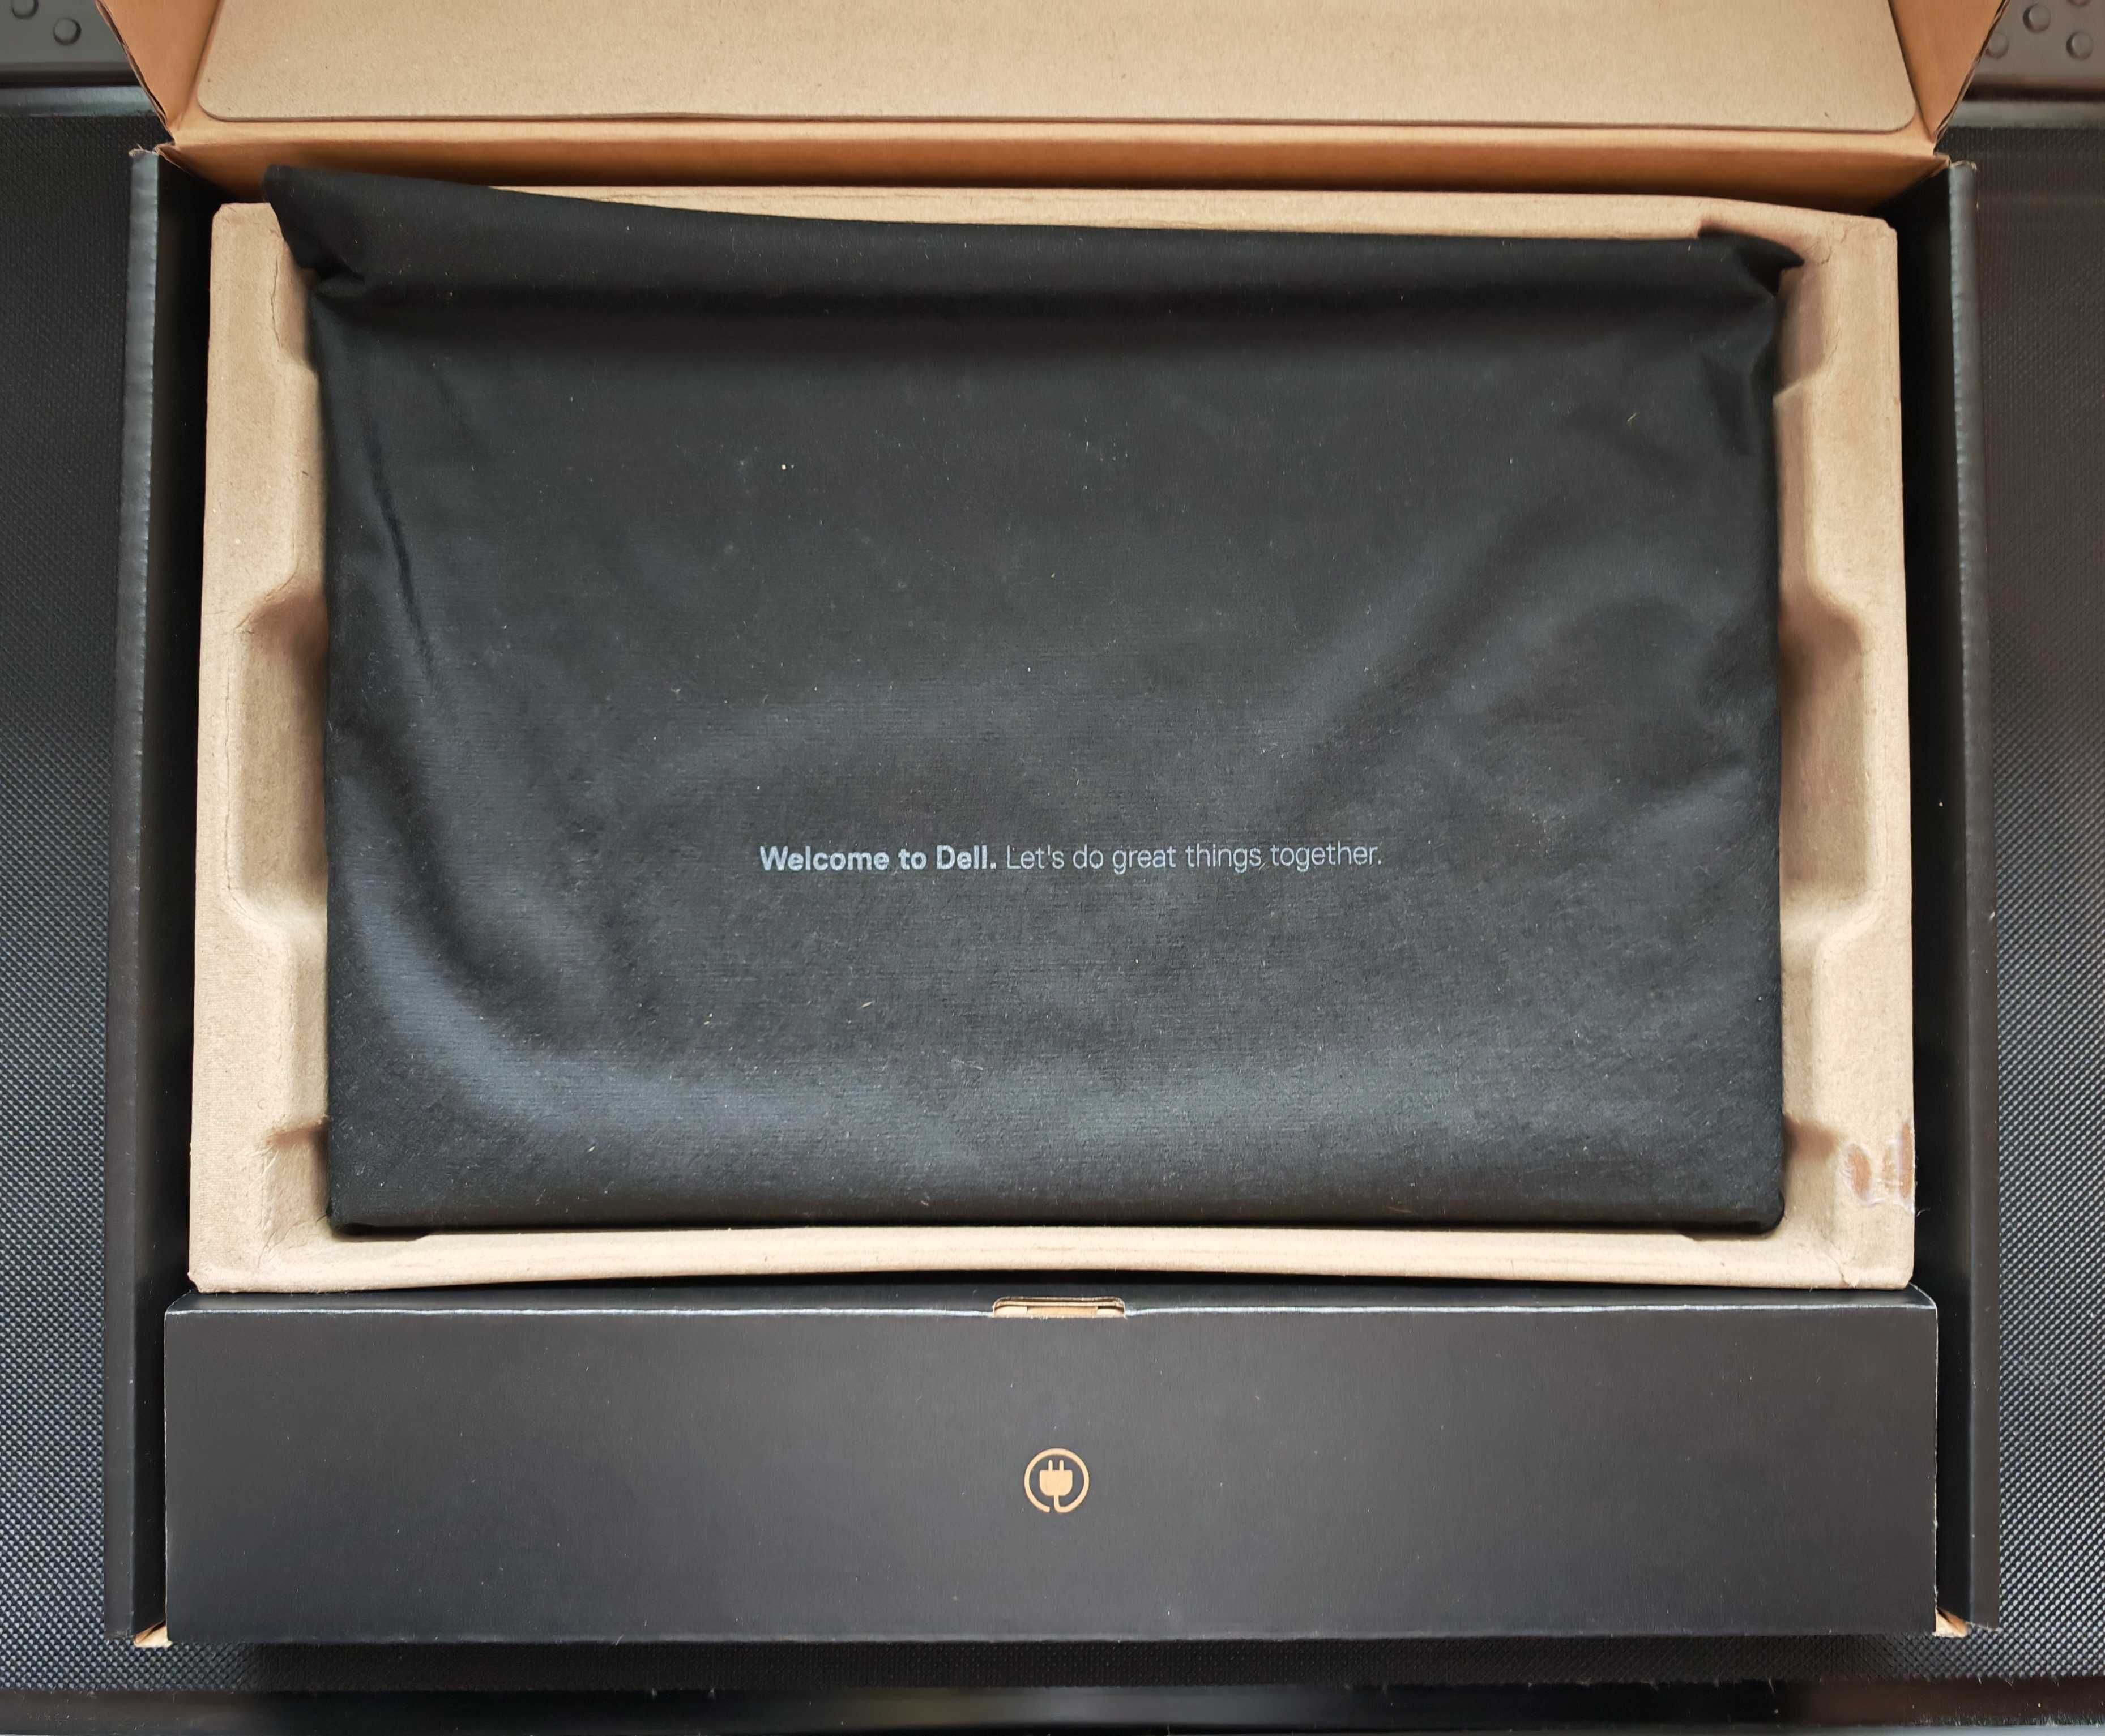 Welcome to Dell. Let's do great things together.